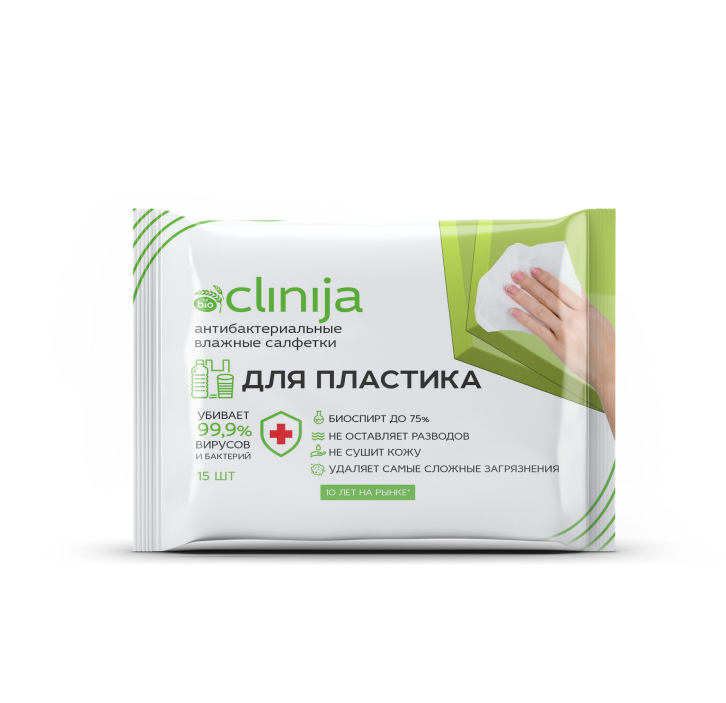 bio
clinija
антибактериальные
влажные салфетки
ДЛЯ ПЛАСТИКА
УБИВАЕТ
99,9%
ВИРУСОВ
И БАКТЕРИЙ
15 ШТ
БИОСПИРТ ДО 75%
НЕ ОСТАВЛЯЕТ РАЗВОДОВ
НЕ СУШИТ КОЖУ
УДАЛЯЕТ САМЫЕ СЛОЖНЫЕ ЗАГРЯЗНЕНИЯ
10 ЛЕТ НА РЫНКЕ*